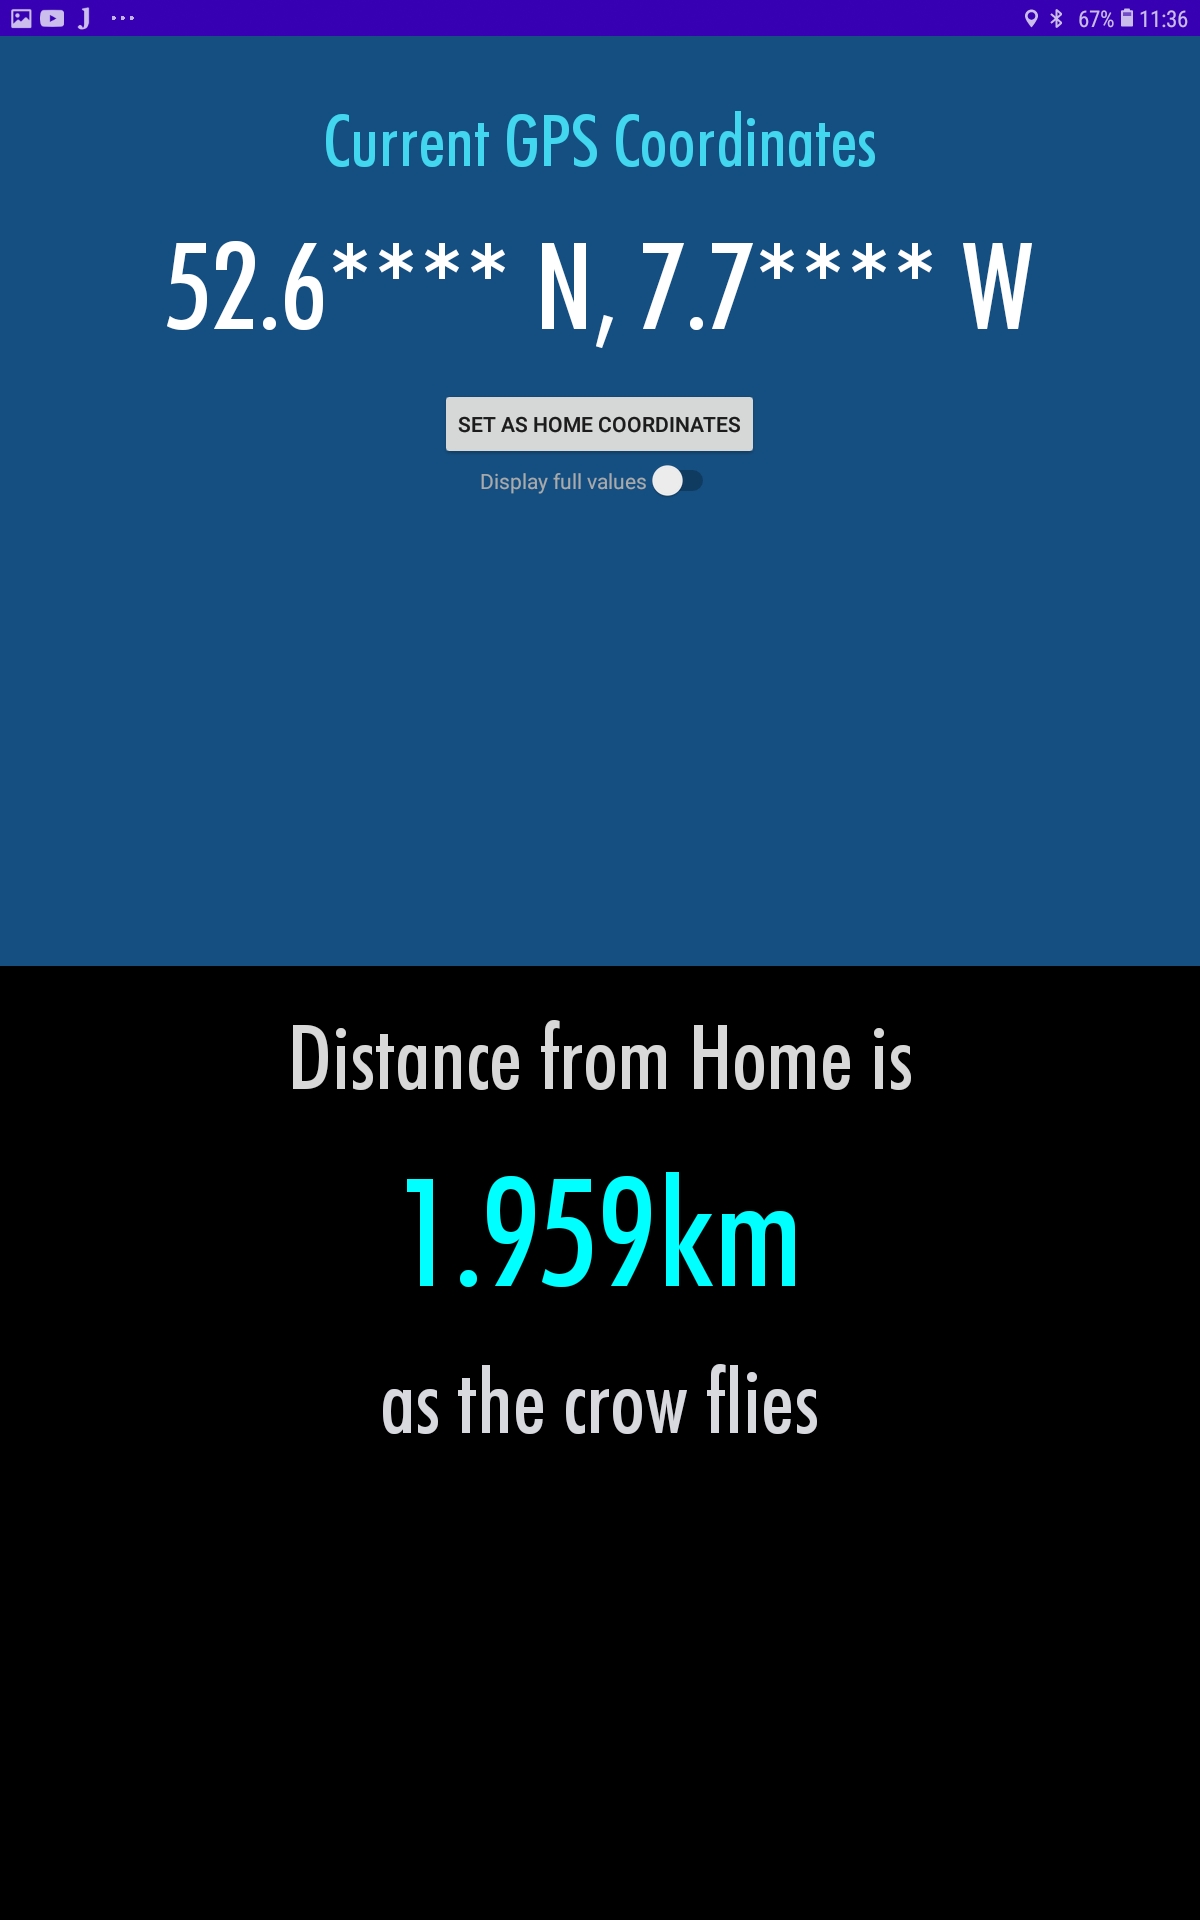 67% 11:36
Current GPS Coordinates
52.6**** N, 7.7**** W
SET AS HOME COORDINATES
Display full values
Distance from Home is
1.959km
as the crow flies